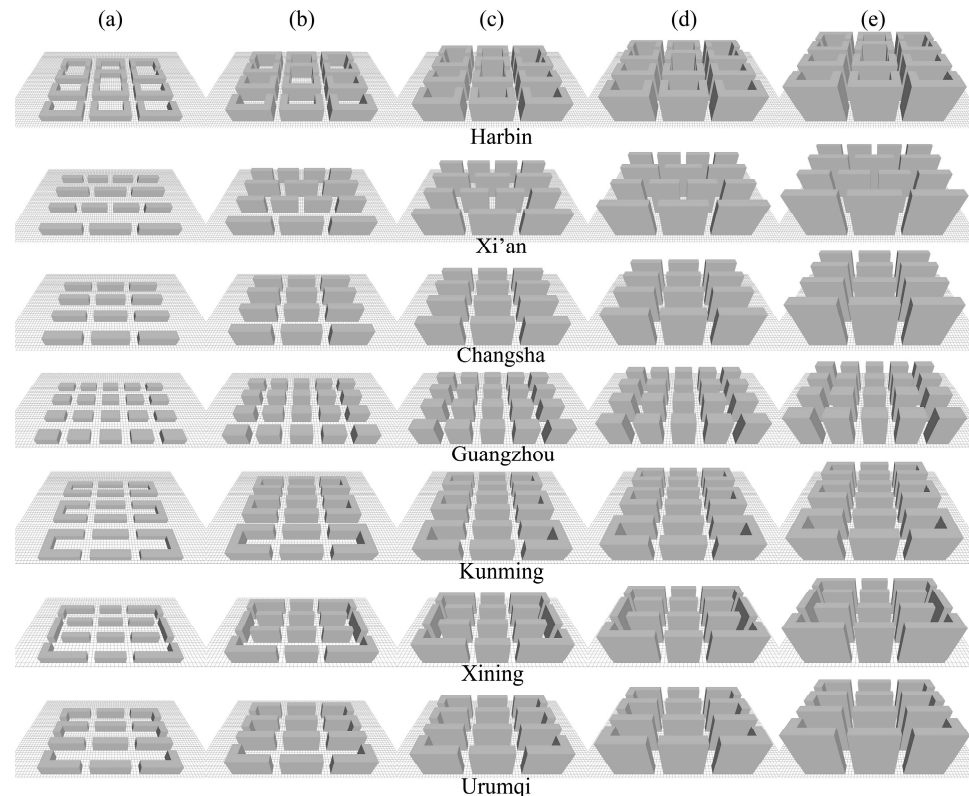 (a) (b) (c) (d) (e)
Harbin
Xi'an
Changsha
Guangzhou
Kunming
Xining
Urumqi